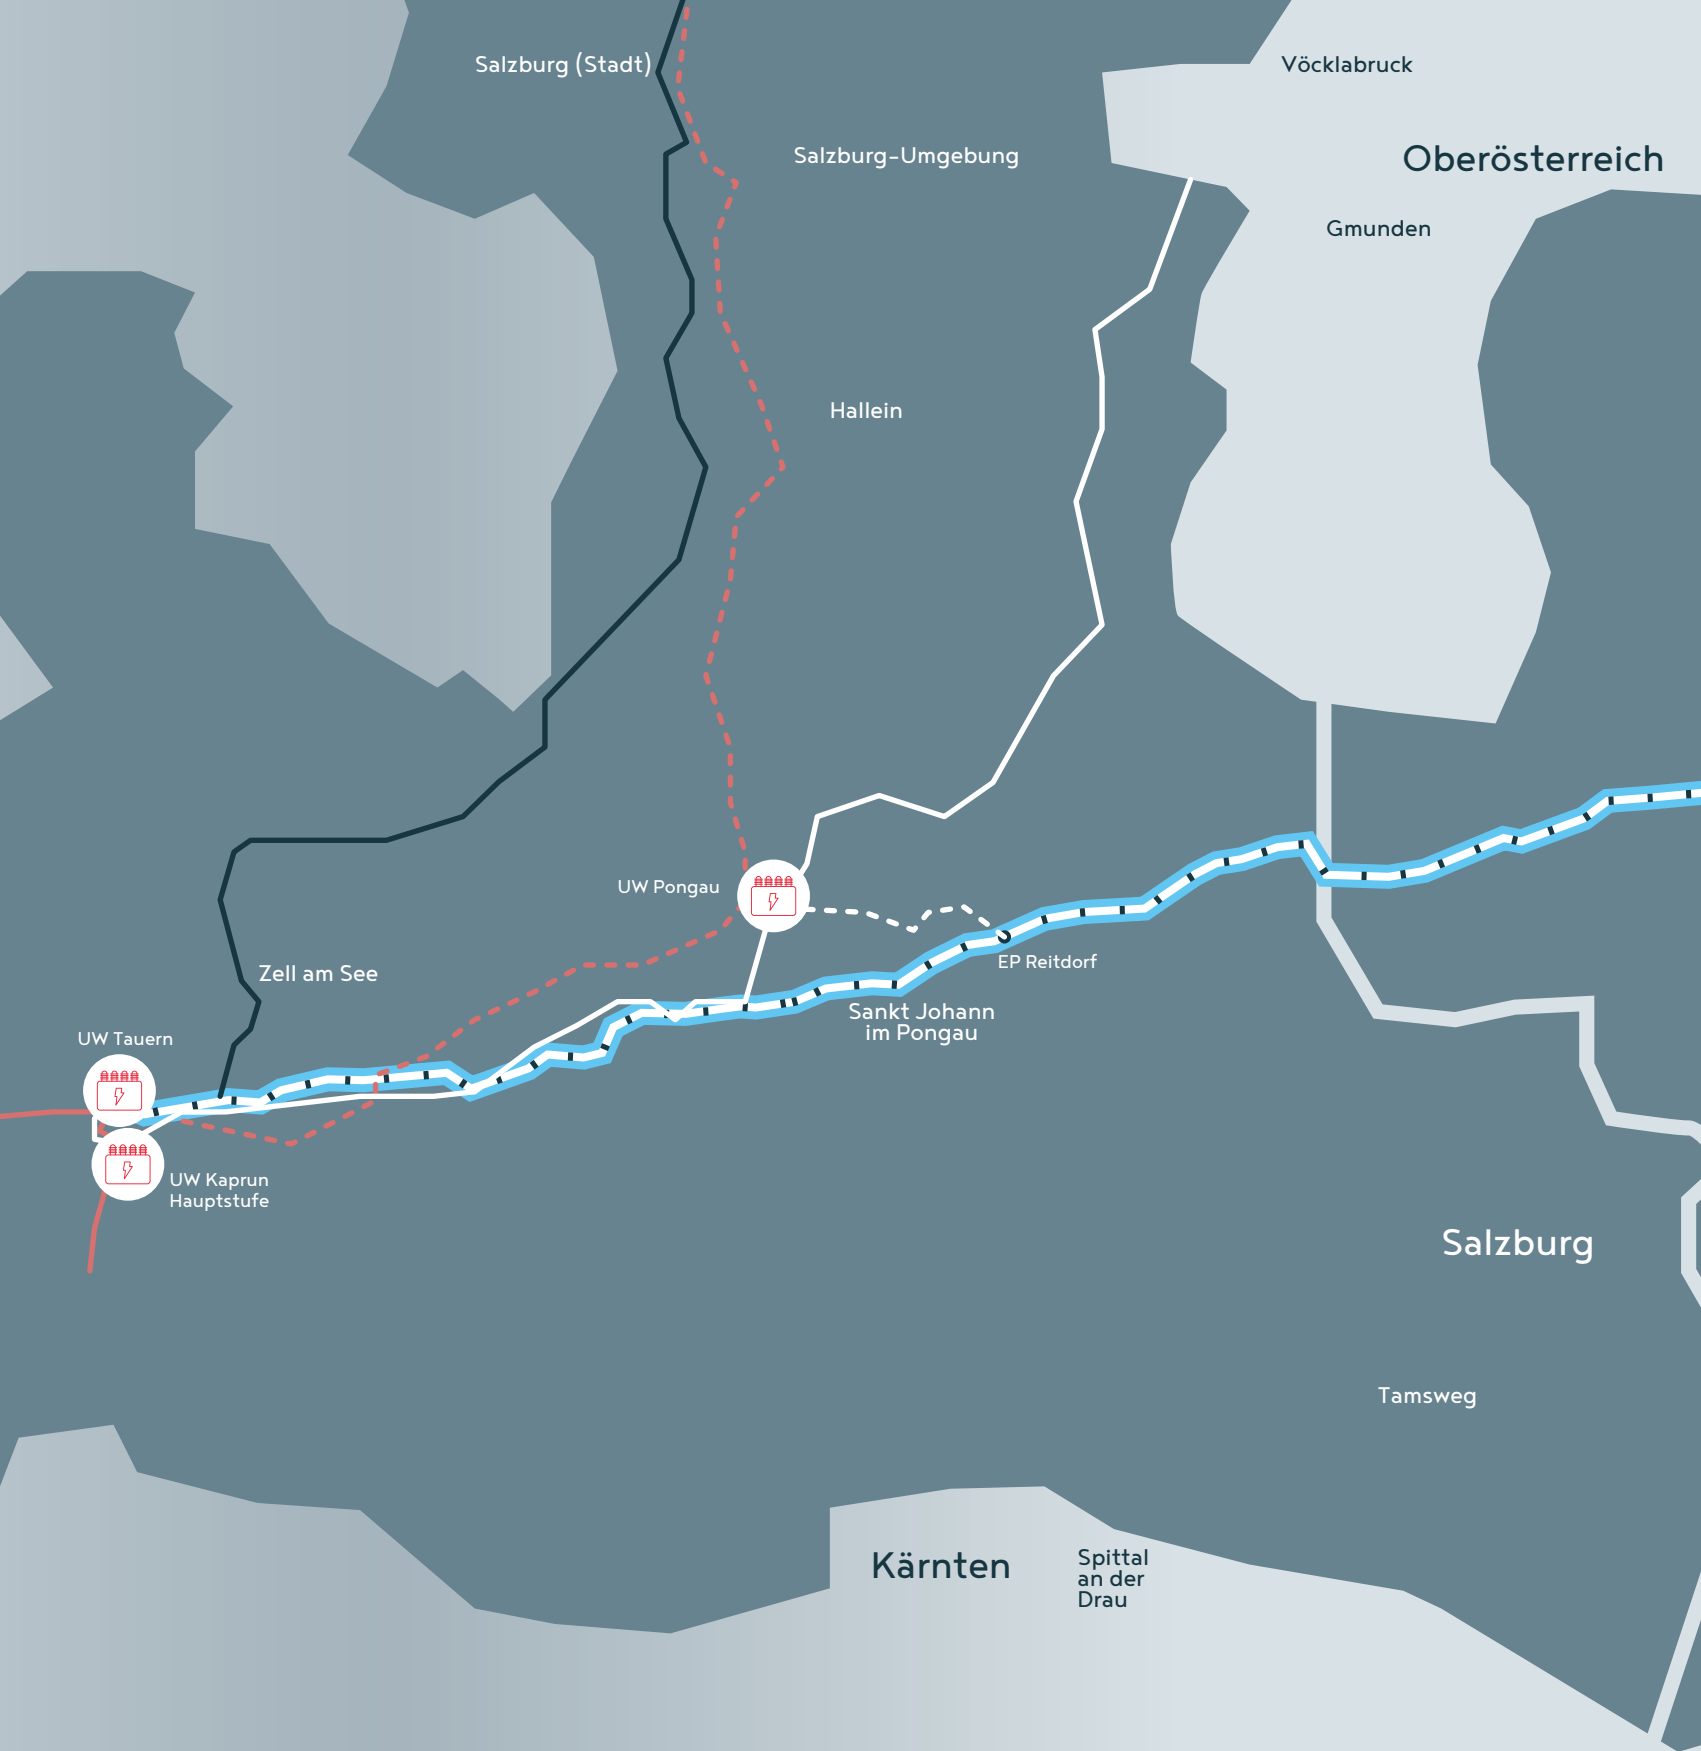 Salzburg (Stadt)
Vöcklabruck
Salzburg-Umgebung
Oberösterreich
Gmunden
Hallein
UW Pongau
EP Reitdorf
Zell am See
Sankt Johann
im Pongau
UW Tauern
UW Kaprun
Hauptstufe
Salzburg
Tamsweg
Kärnten
Spittal
an der
Drau